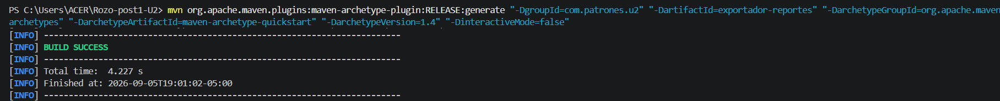 PS C:\Users\ACER\Rozo-post1-U2> mvn org.apache.maven.plugins:maven-archetype-plugin:RELEASE:generate "-DgroupId=com.patrones.u2" "-DartifactId=exportador-reportes" "-DarchetypeGroupId=org.apache.maven
archetypes" "-DarchetypeArtifactId=maven-archetype-quickstart" "-DarchetypeVersion=1.4" "-DinteractiveMode=false"
[INFO] ------------------------------------------------------------------------
[INFO] BUILD SUCCESS
[INFO] ------------------------------------------------------------------------
[INFO] Total time:  4.227 s
[INFO] Finished at: 2026-09-05T19:01:02-05:00
[INFO] ------------------------------------------------------------------------